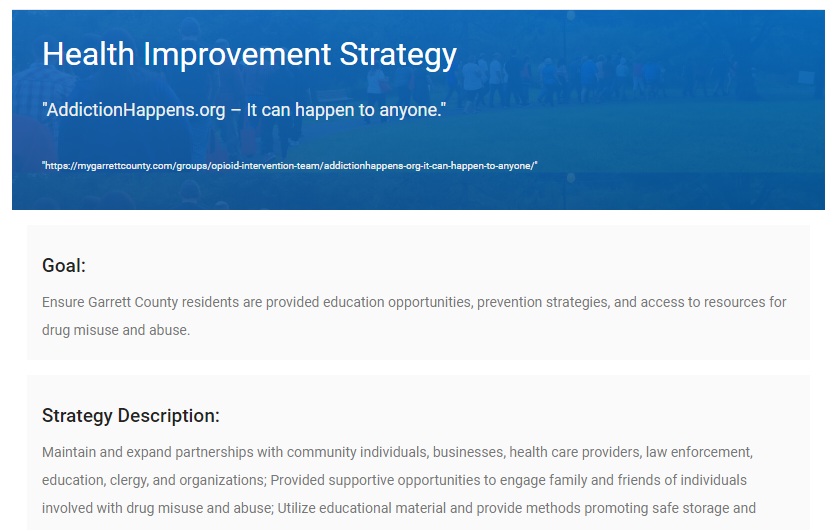 Health Improvement Strategy
"AddictionHappens.org – It can happen to anyone."
"https://mygarrettcounty.com/groups/opioid-intervention-team/addictionhappens-org-it-can-happen-to-anyone/"
Goal:
Ensure Garrett County residents are provided education opportunities, prevention strategies, and access to resources for
drug misuse and abuse.
Strategy Description:
Maintain and expand partnerships with community individuals, businesses, health care providers, law enforcement,
education, clergy, and organizations; Provided supportive opportunities to engage family and friends of individuals
involved with drug misuse and abuse; Utilize educational material and provide methods promoting safe storage and